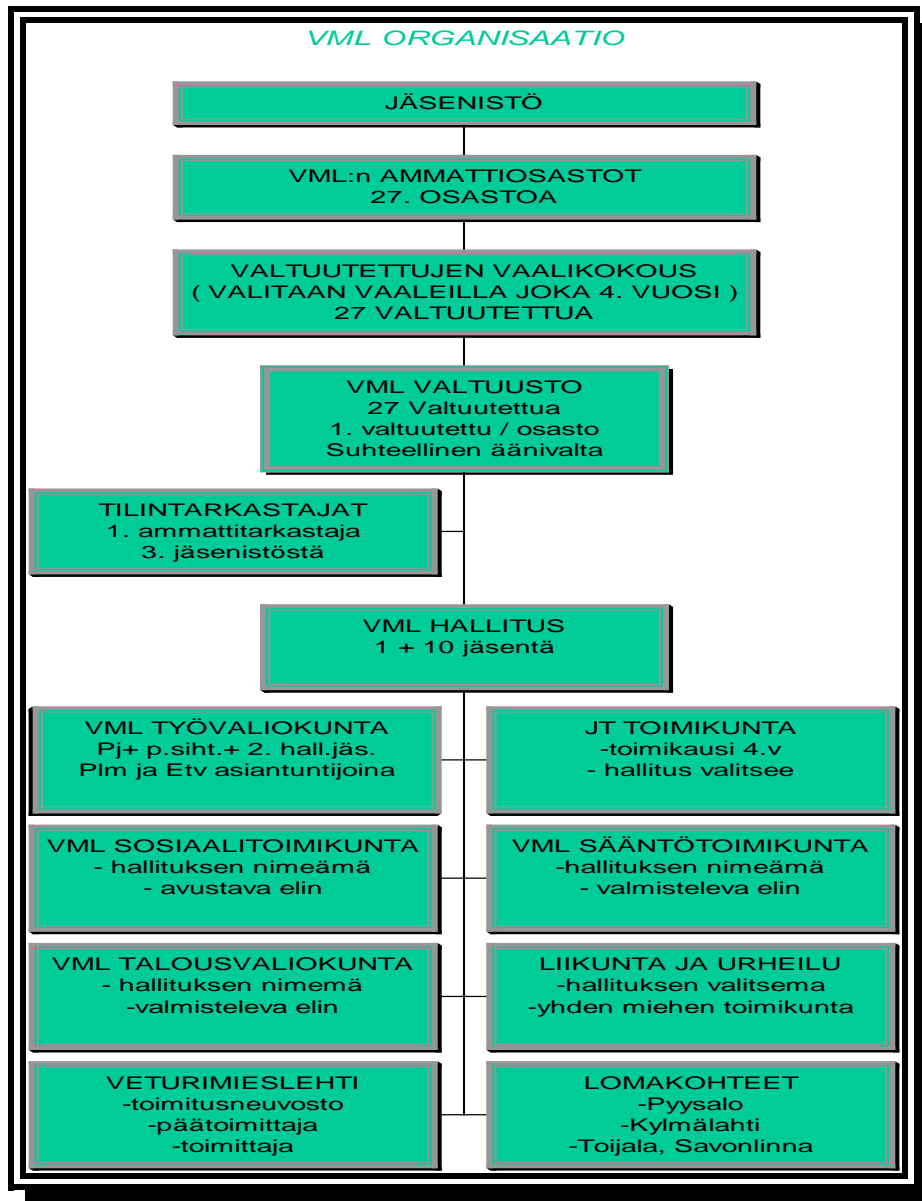 VML ORGANISAATIO
JÄSENISTÖ
VML:n AMMATTIOSASTOT
27. OSASTOA
VALTUUTETTUJEN VAALIKOKOUS
( VALITAAN VAALEILLA JOKA 4. VUOSI )
27 VALTUUTETTUA
VML VALTUUSTO
27 Valtuutettua
1. valtuutettu / osasto
Suhteellinen äänivalta
TILINTARKASTAJAT
1. ammattitarkastaja
3. jäsenistöstä
VML HALLITUS
1 + 10 jäsentä
VML TYÖVALIOKUNTA
Pj+ p.siht.+ 2. hall.jäs.
Plm ja Etv asiantuntijoina
JT TOIMIKUNTA
-toimikausi 4.v
- hallitus valitsee
VML SOSIAALITOIMIKUNTA
- hallituksen nimeämä
- avustava elin
VML SÄÄNTÖTOIMIKUNTA
-hallituksen nimeämä
- valmisteleva elin
VML TALOUSVALIOKUNTA
- hallituksen nimemä
-valmisteleva elin
LIIKUNTA JA URHEILU
-hallituksen valitsema
-yhden miehen toimikunta
VETURIMIESLEHTI
-toimitusneuvosto
-päätoimittaja
-toimittaja
LOMAKOHTEET
-Pyysalo
-Kylmälahti
-Toijala, Savonlinna